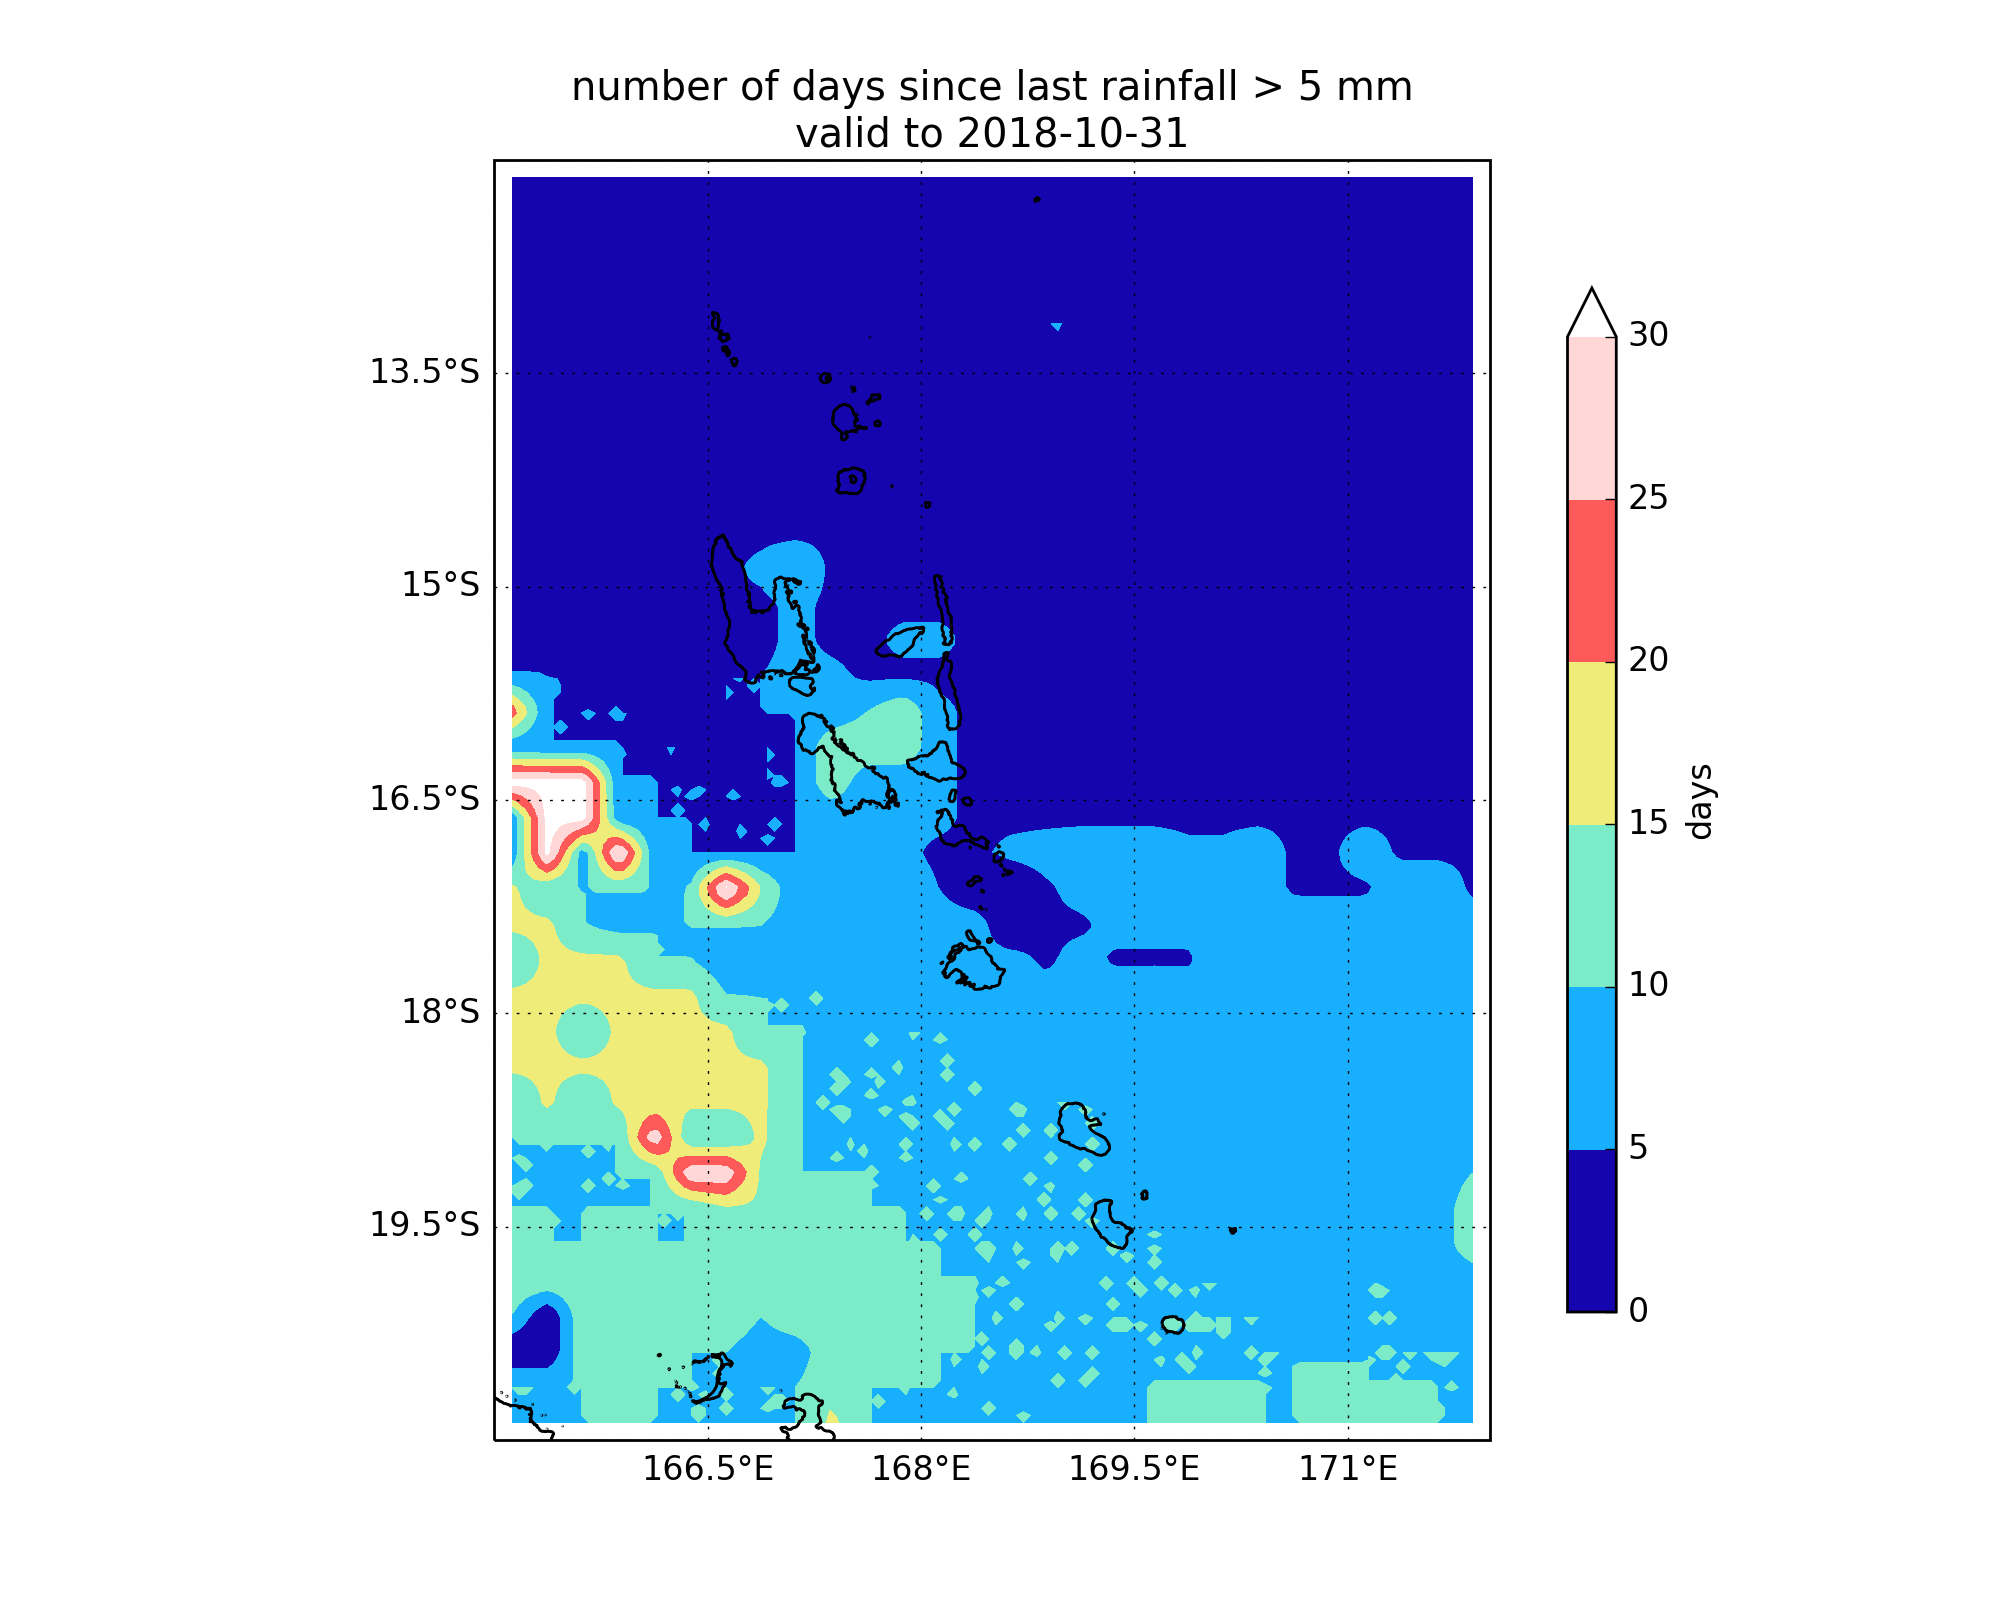 number of days since last rainfall > 5 mm
valid to 2018-10-31
13.5°S
15°S
16.5°S
18°S
19.5°S
166.5°E
168°E
169.5°E
171°E
30
25
20
15
10
5
0
days